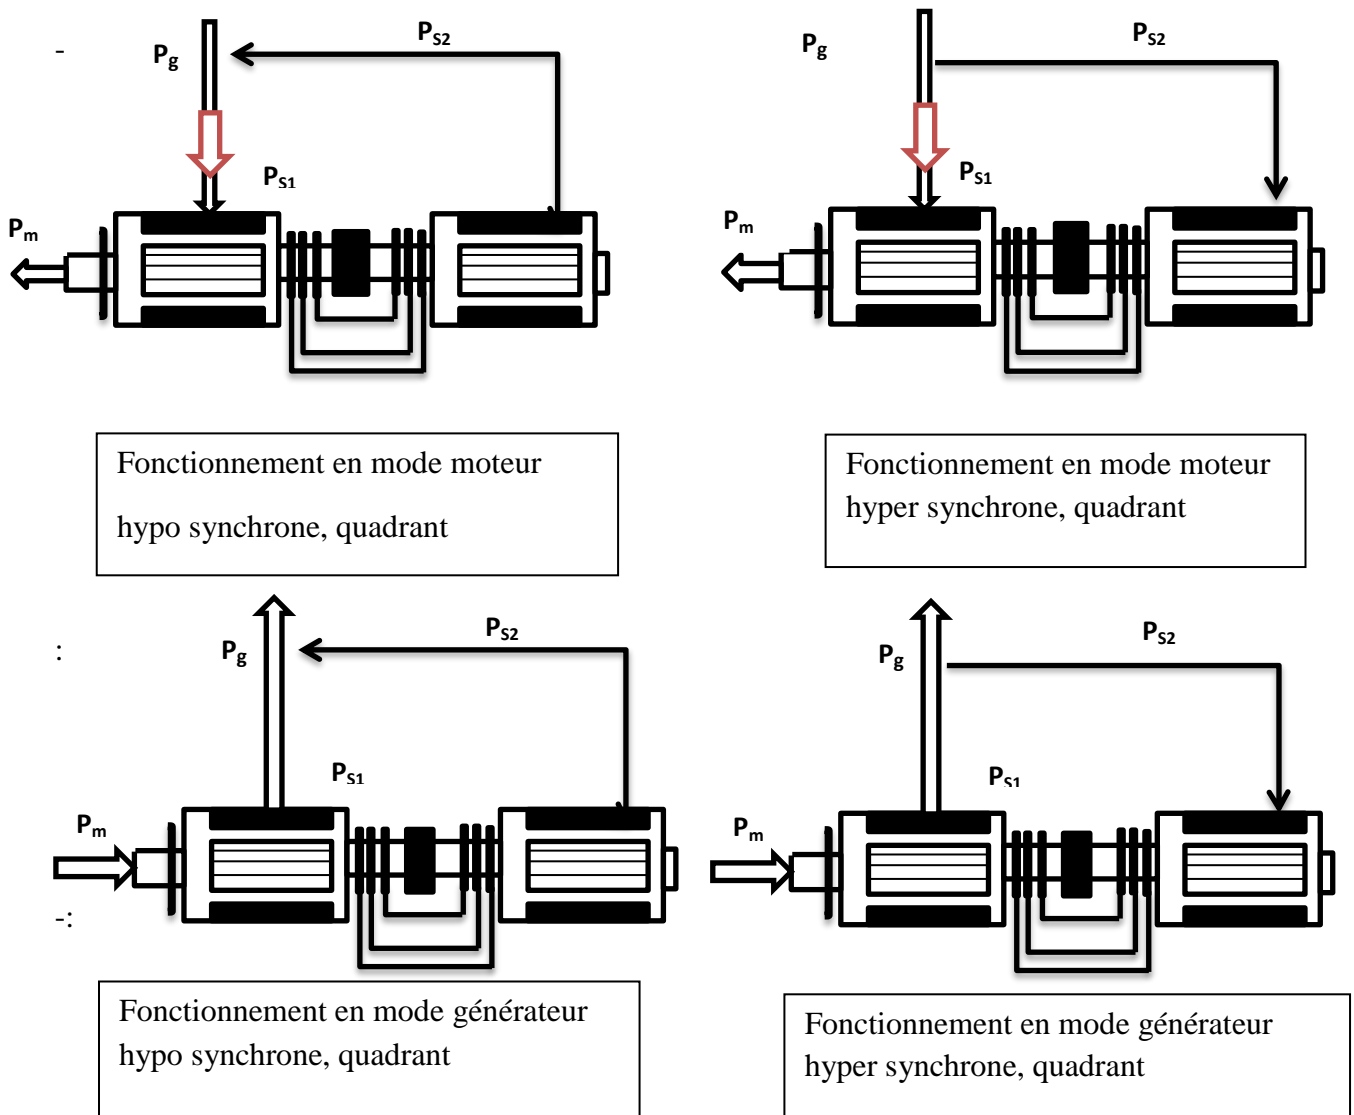 -
Pg
PS2
PS1
Pm
Pg
PS2
PS1
Pm
Fonctionnement en mode moteur
hypo synchrone, quadrant
Fonctionnement en mode moteur
hyper synchrone, quadrant
:
Pg
PS2
PS1
Pm
-:
Pg
PS2
PS1
Pm
Fonctionnement en mode générateur
hypo synchrone, quadrant
Fonctionnement en mode générateur
hyper synchrone, quadrant